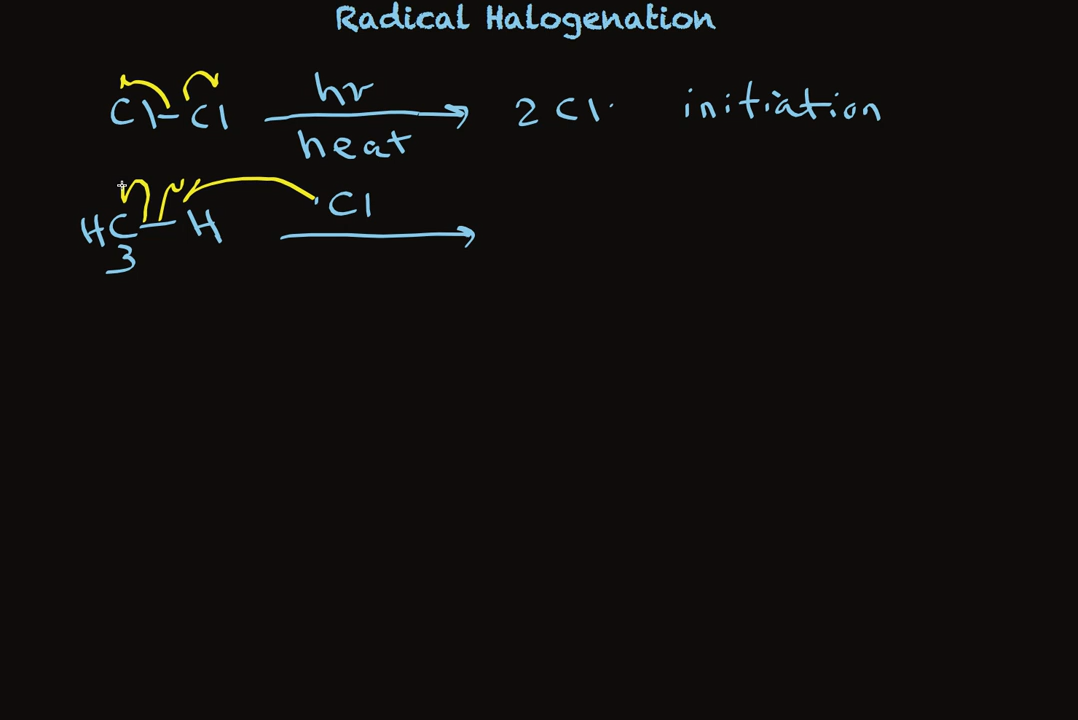 Radical Halogenation
Cl-Cl hν heat 2 Cl· initiation
H3C-H ·Cl